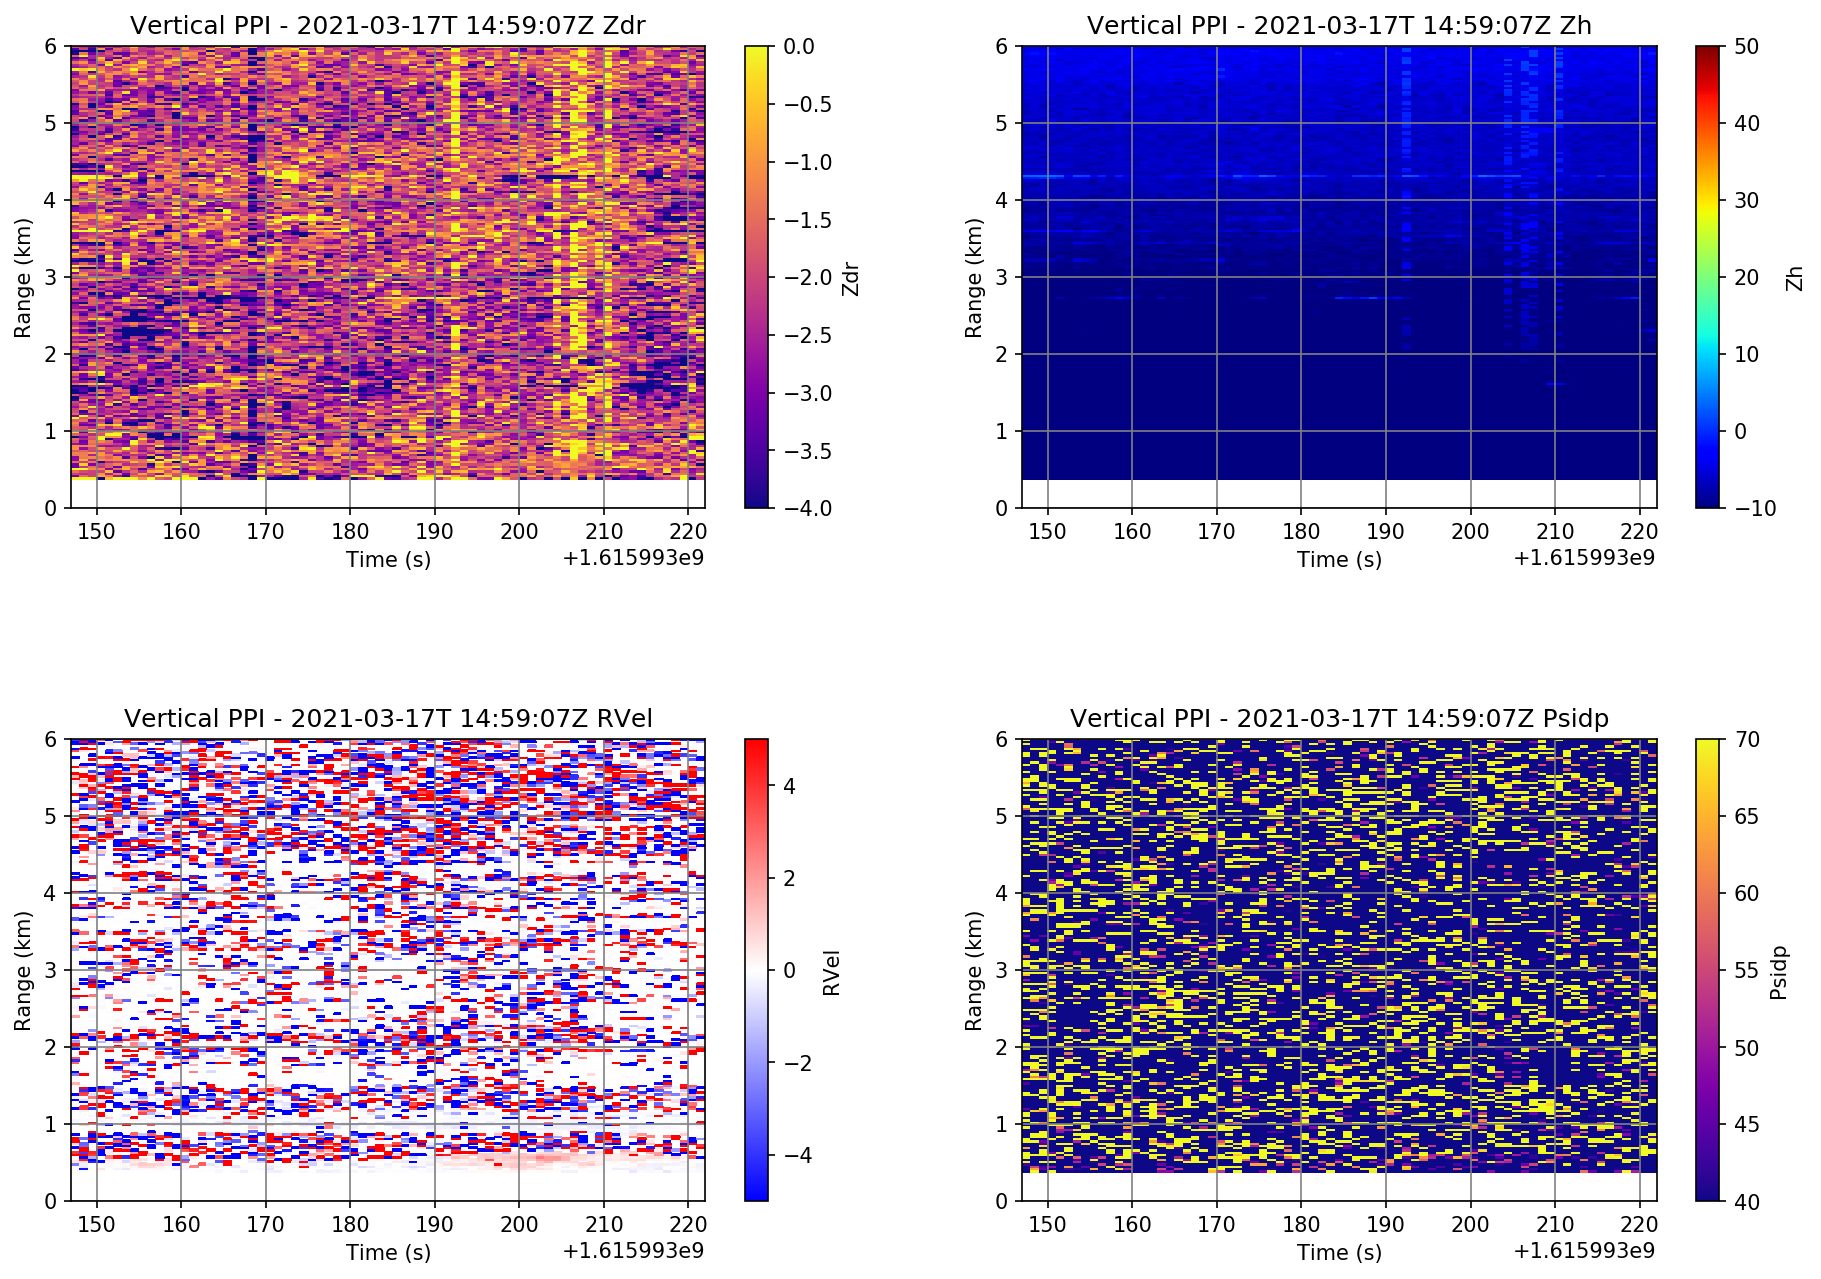 Vertical PPI - 2021-03-17T 14:59:07Z Zdr
6
5
4
3
2
1
0
Range (km)
150 160 170 180 190 200 210 220
Time (s)
+1.615993e9
0.0
−0.5
−1.0
−1.5
−2.0
−2.5
−3.0
−3.5
−4.0
Zdr
Vertical PPI - 2021-03-17T 14:59:07Z Zh
6
5
4
3
2
1
0
Range (km)
150 160 170 180 190 200 210 220
Time (s)
+1.615993e9
50
40
30
20
10
0
−10
Zh
Vertical PPI - 2021-03-17T 14:59:07Z RVel
6
5
4
3
2
1
0
Range (km)
150 160 170 180 190 200 210 220
Time (s)
+1.615993e9
4
2
0
−2
−4
RVel
Vertical PPI - 2021-03-17T 14:59:07Z Psidp
6
5
4
3
2
1
0
Range (km)
150 160 170 180 190 200 210 220
Time (s)
+1.615993e9
70
65
60
55
50
45
40
Psidp